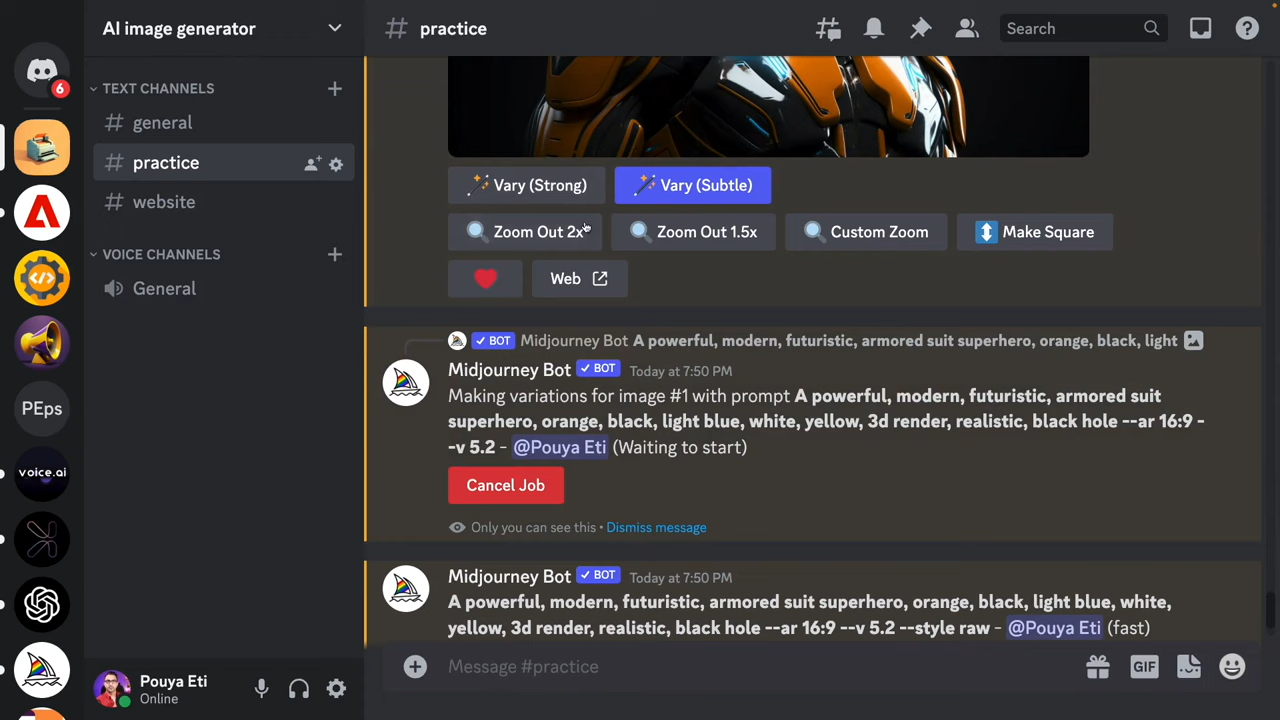 AI image generator
practice
Search
6
TEXT CHANNELS
general
practice
website
VOICE CHANNELS
General
PEps
voice.ai
Pouya Eti
Online
Vary (Strong)
Vary (Subtle)
Zoom Out 2x
Zoom Out 1.5x
Custom Zoom
Make Square
Web
BOT Midjourney Bot A powerful, modern, futuristic, armored suit superhero, orange, black, light
Midjourney Bot BOT Today at 7:50 PM
Making variations for image #1 with prompt A powerful, modern, futuristic, armored suit
superhero, orange, black, light blue, white, yellow, 3d render, realistic, black hole --ar 16:9 -
-v 5.2 - @Pouya Eti (Waiting to start)
Cancel Job
Only you can see this • Dismiss message
Midjourney Bot BOT Today at 7:50 PM
A powerful, modern, futuristic, armored suit superhero, orange, black, light blue, white,
yellow, 3d render, realistic, black hole --ar 16:9 --v 5.2 --style raw - @Pouya Eti (fast)
Message #practice
GIF